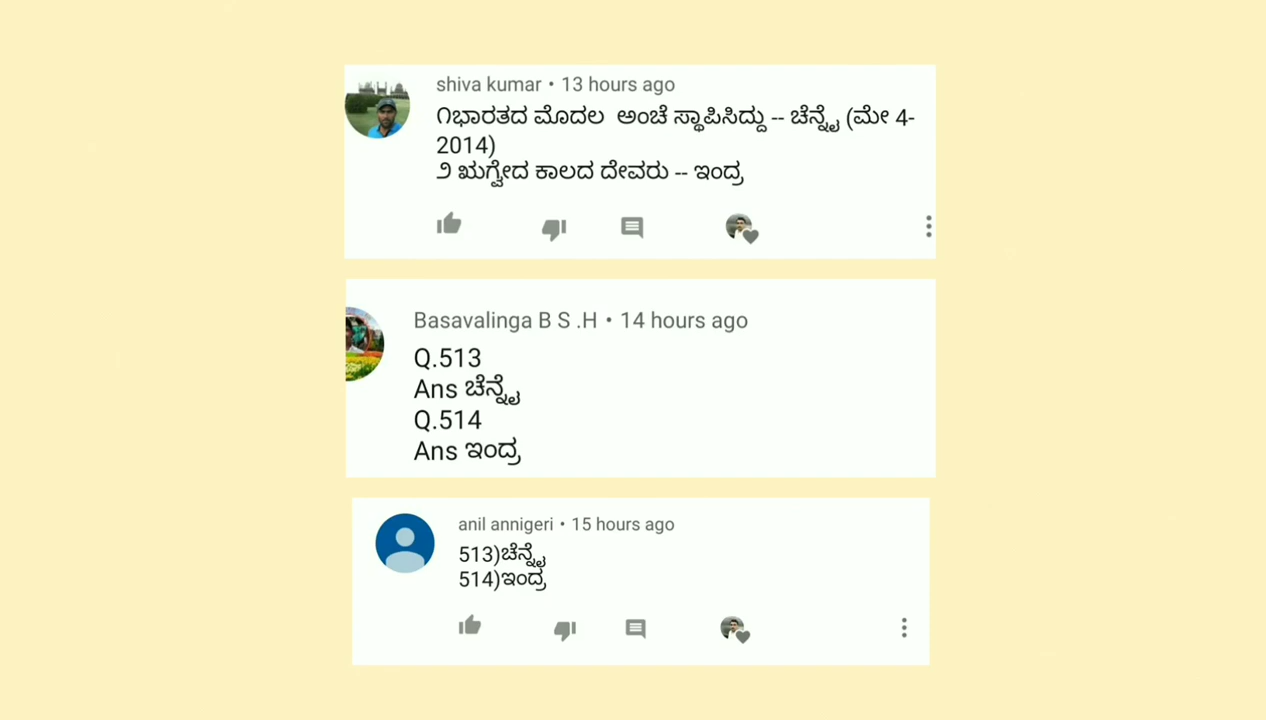 shiva kumar • 13 hours ago
೧ಭಾರತದ ಮೊದಲ ಅಂಚೆ ಸ್ಥಾಪಿಸಿದ್ದು -- ಚೆನ್ನೈ (ಮೇ 4-
2014)
೨ ಋಗ್ವೇದ ಕಾಲದ ದೇವರು -- ಇಂದ್ರ
Basavalinga B S .H • 14 hours ago
Q.513
Ans ಚೆನ್ನೈ
Q.514
Ans ಇಂದ್ರ
anil annigeri • 15 hours ago
513)ಚೆನ್ನೈ
514)ಇಂದ್ರ